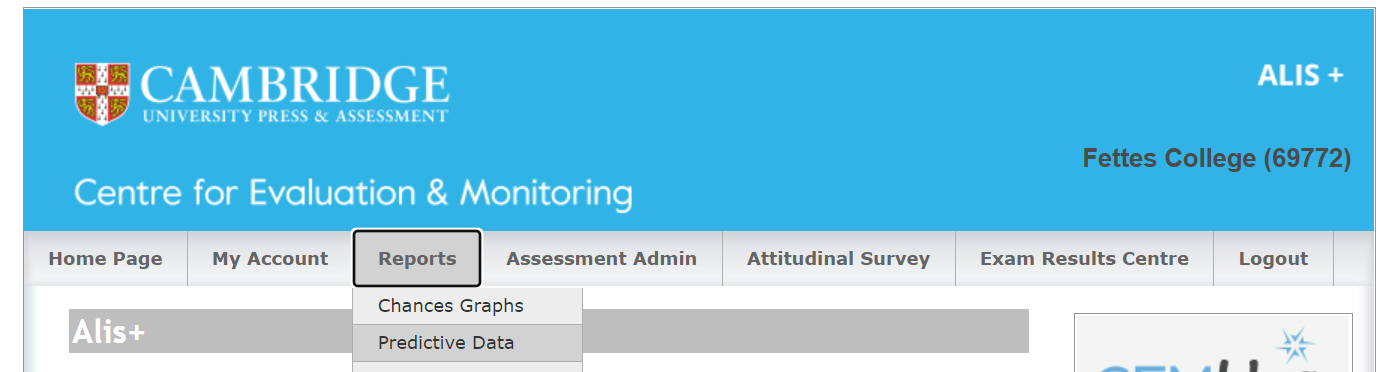 CAMBRIDGE
UNIVERSITY PRESS & ASSESSMENT
ALIS +
Fettes College (69772)
Centre for Evaluation & Monitoring
Home Page My Account Reports Assessment Admin Attitudinal Survey Exam Results Centre Logout
Chances Graphs
Alis+
Predictive Data